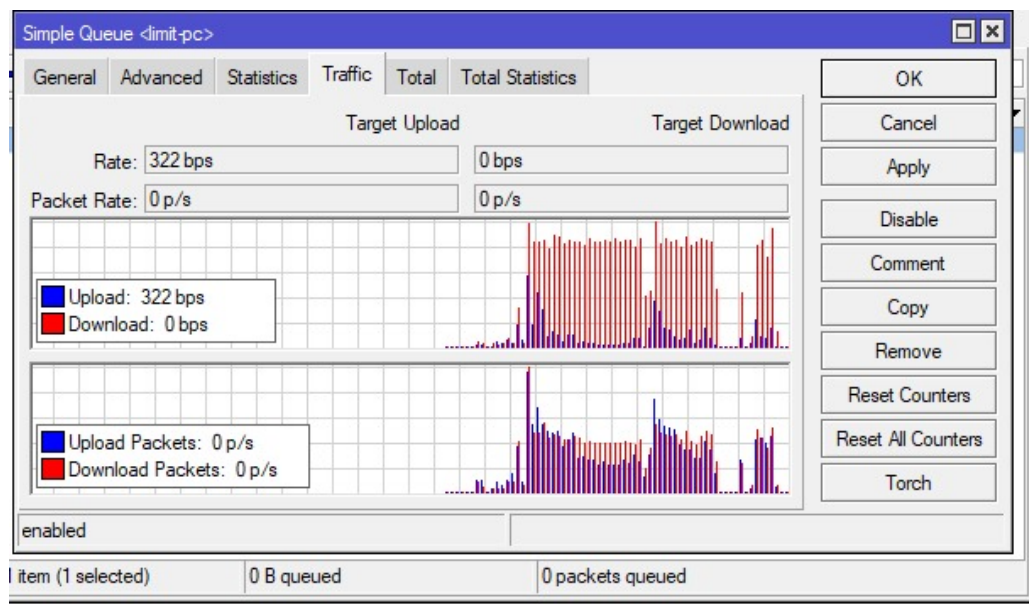 Simple Queue <limit-pc>
General Advanced Statistics Traffic Total Total Statistics
Target Upload Target Download
Rate: 322 bps 0 bps
Packet Rate: 0 p/s 0 p/s
Upload: 322 bps
Download: 0 bps
Upload Packets: 0 p/s
Download Packets: 0 p/s
OK
Cancel
Apply
Disable
Comment
Copy
Remove
Reset Counters
Reset All Counters
Torch
enabled
item (1 selected) 0 B queued 0 packets queued